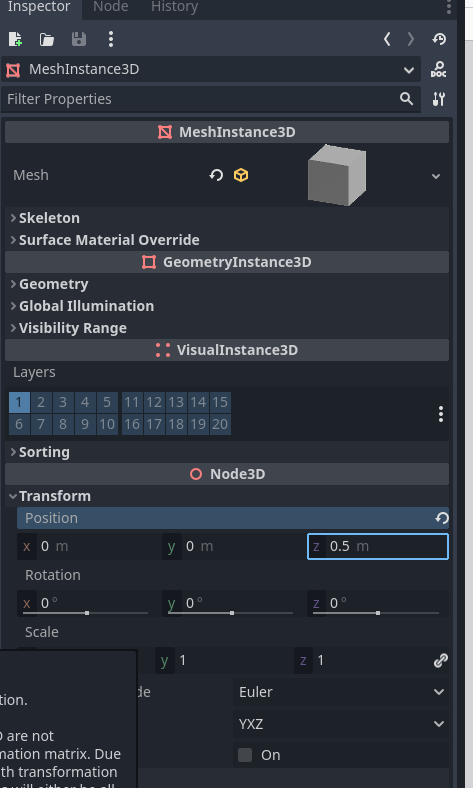 Inspector Node History
MeshInstance3D
DOC
Filter Properties
MeshInstance3D
Mesh
Skeleton
Surface Material Override
GeometryInstance3D
Geometry
Global Illumination
Visibility Range
VisualInstance3D
Layers
1 2 3 4 5 11 12 13 14 15
6 7 8 9 10 16 17 18 19 20
Sorting
Node3D
Transform
Position
x 0 m y 0 m z 0.5 m
Rotation
x 0 ° y 0 ° z 0 °
Scale
y 1 z 1
de Euler
tion.
YXZ
D are not
mation matrix. Due
On
th transformation